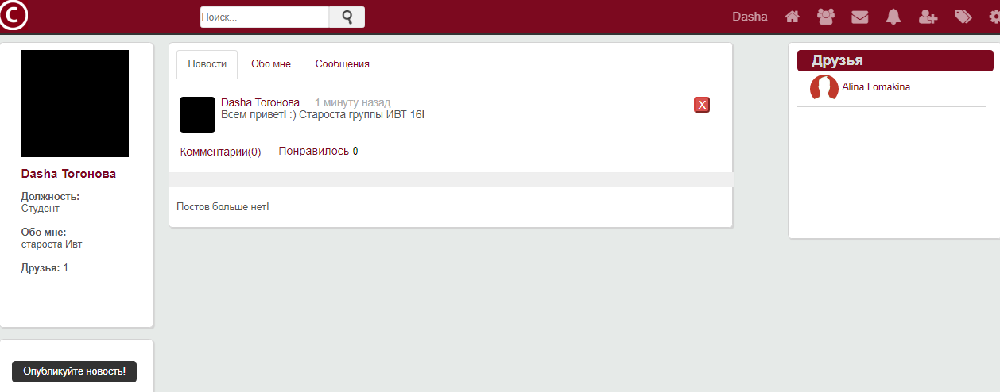 C
Поиск...
Dasha
Dasha Тогонова
Должность:
Студент
Обо мне:
староста Ивт
Друзья: 1
Опубликуйте новость!
Новости Обо мне Сообщения
Dasha Тогонова 1 минуту назад
X
Всем привет! :) Староста группы ИВТ 16!
Комментарии(0) Понравилось 0
Постов больше нет!
Друзья
Alina Lomakina